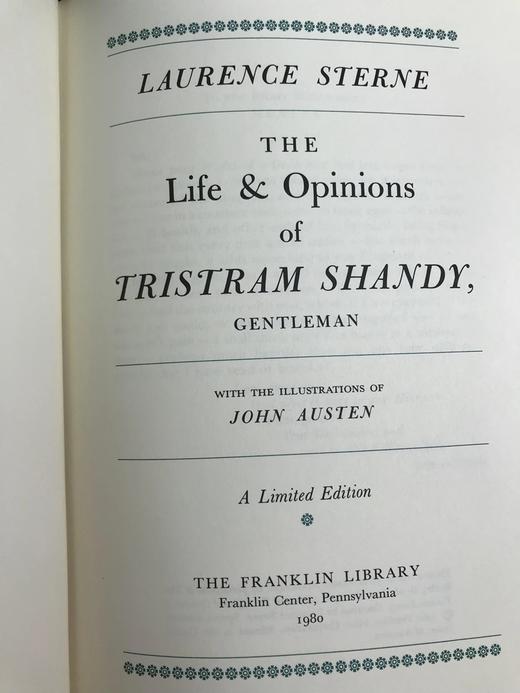 LAURENCE STERNE
THE
Life & Opinions
of
TRISTRAM SHANDY,
GENTLEMAN
WITH THE ILLUSTRATIONS OF
JOHN AUSTEN
A Limited Edition
THE FRANKLIN LIBRARY
Franklin Center, Pennsylvania
1980